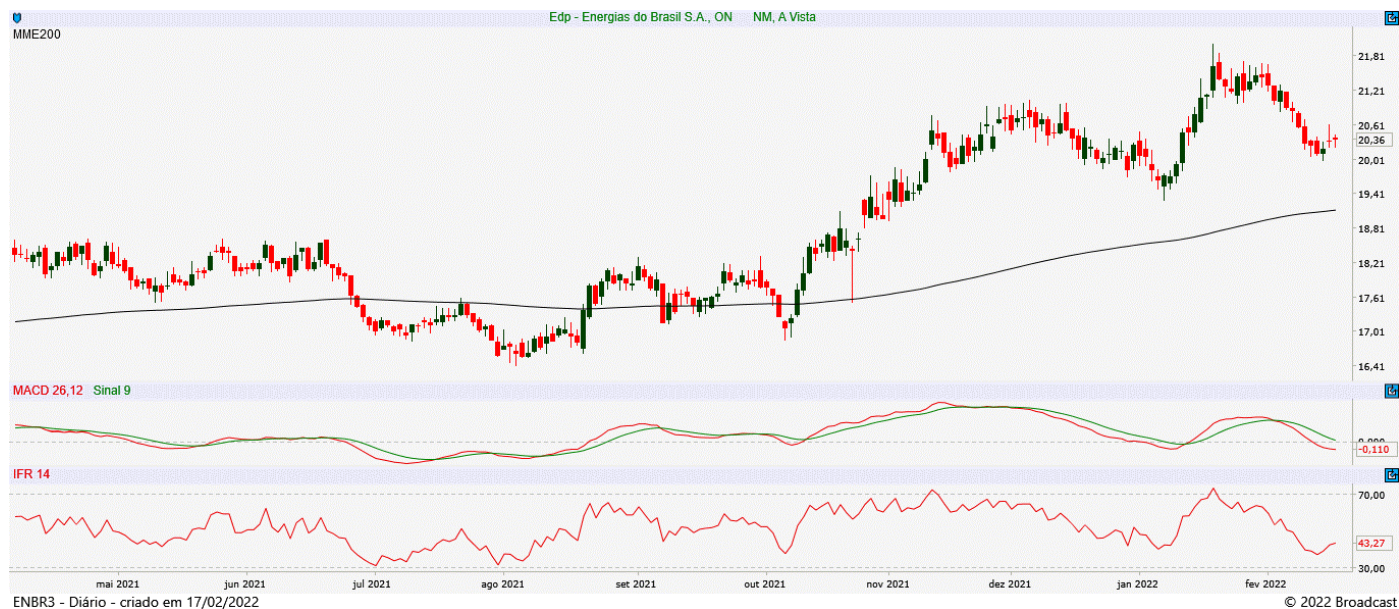 Edp - Energias do Brasil S.A., ON NM, A Vista
MME200
21,81
21,21
20,61
20,36
20,01
19,41
18,81
18,21
17,61
17,01
16,41
MACD 26,12 Sinal 9
-0,110
IFR 14
70,00
43,27
30,00
mai 2021 jun 2021 jul 2021 ago 2021 set 2021 out 2021 nov 2021 dez 2021 jan 2022 fev 2022
ENBR3 - Diário - criado em 17/02/2022 © 2022 Broadcast